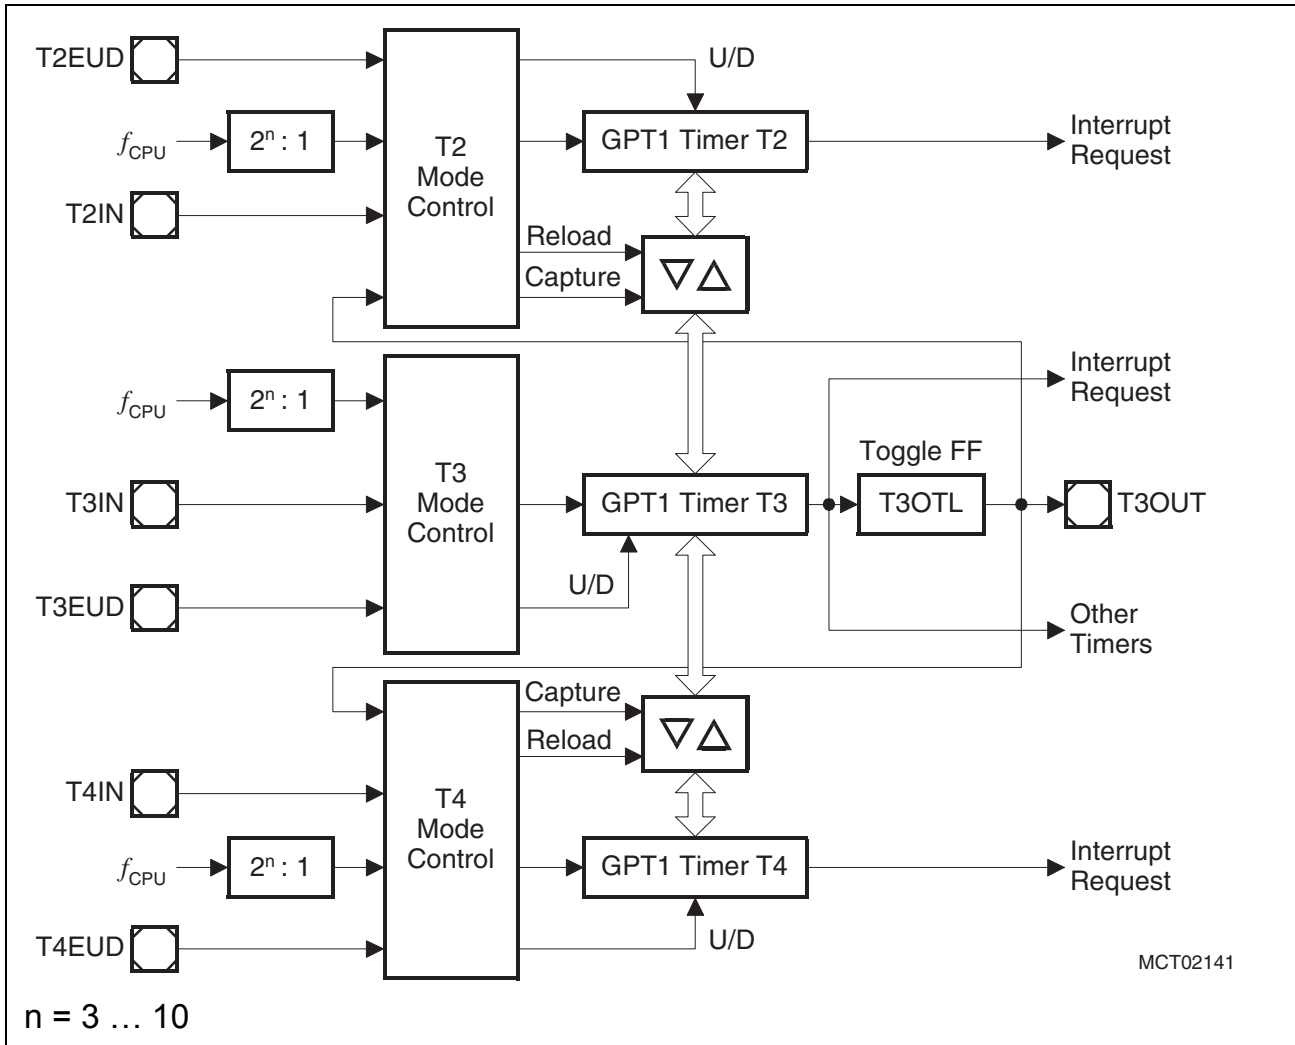 T2EUD
U/D
fCPU
2ⁿ : 1
T2
Mode
Control
GPT1 Timer T2
Interrupt
Request
T2IN
Reload
Capture
fCPU
2ⁿ : 1
Interrupt
Request
T3
Mode
Control
Toggle FF
T3IN
GPT1 Timer T3
T3OTL
T3OUT
U/D
T3EUD
Other
Timers
Capture
Reload
T4IN
T4
Mode
Control
fCPU
2ⁿ : 1
GPT1 Timer T4
Interrupt
Request
T4EUD
U/D
MCT02141
n = 3 … 10